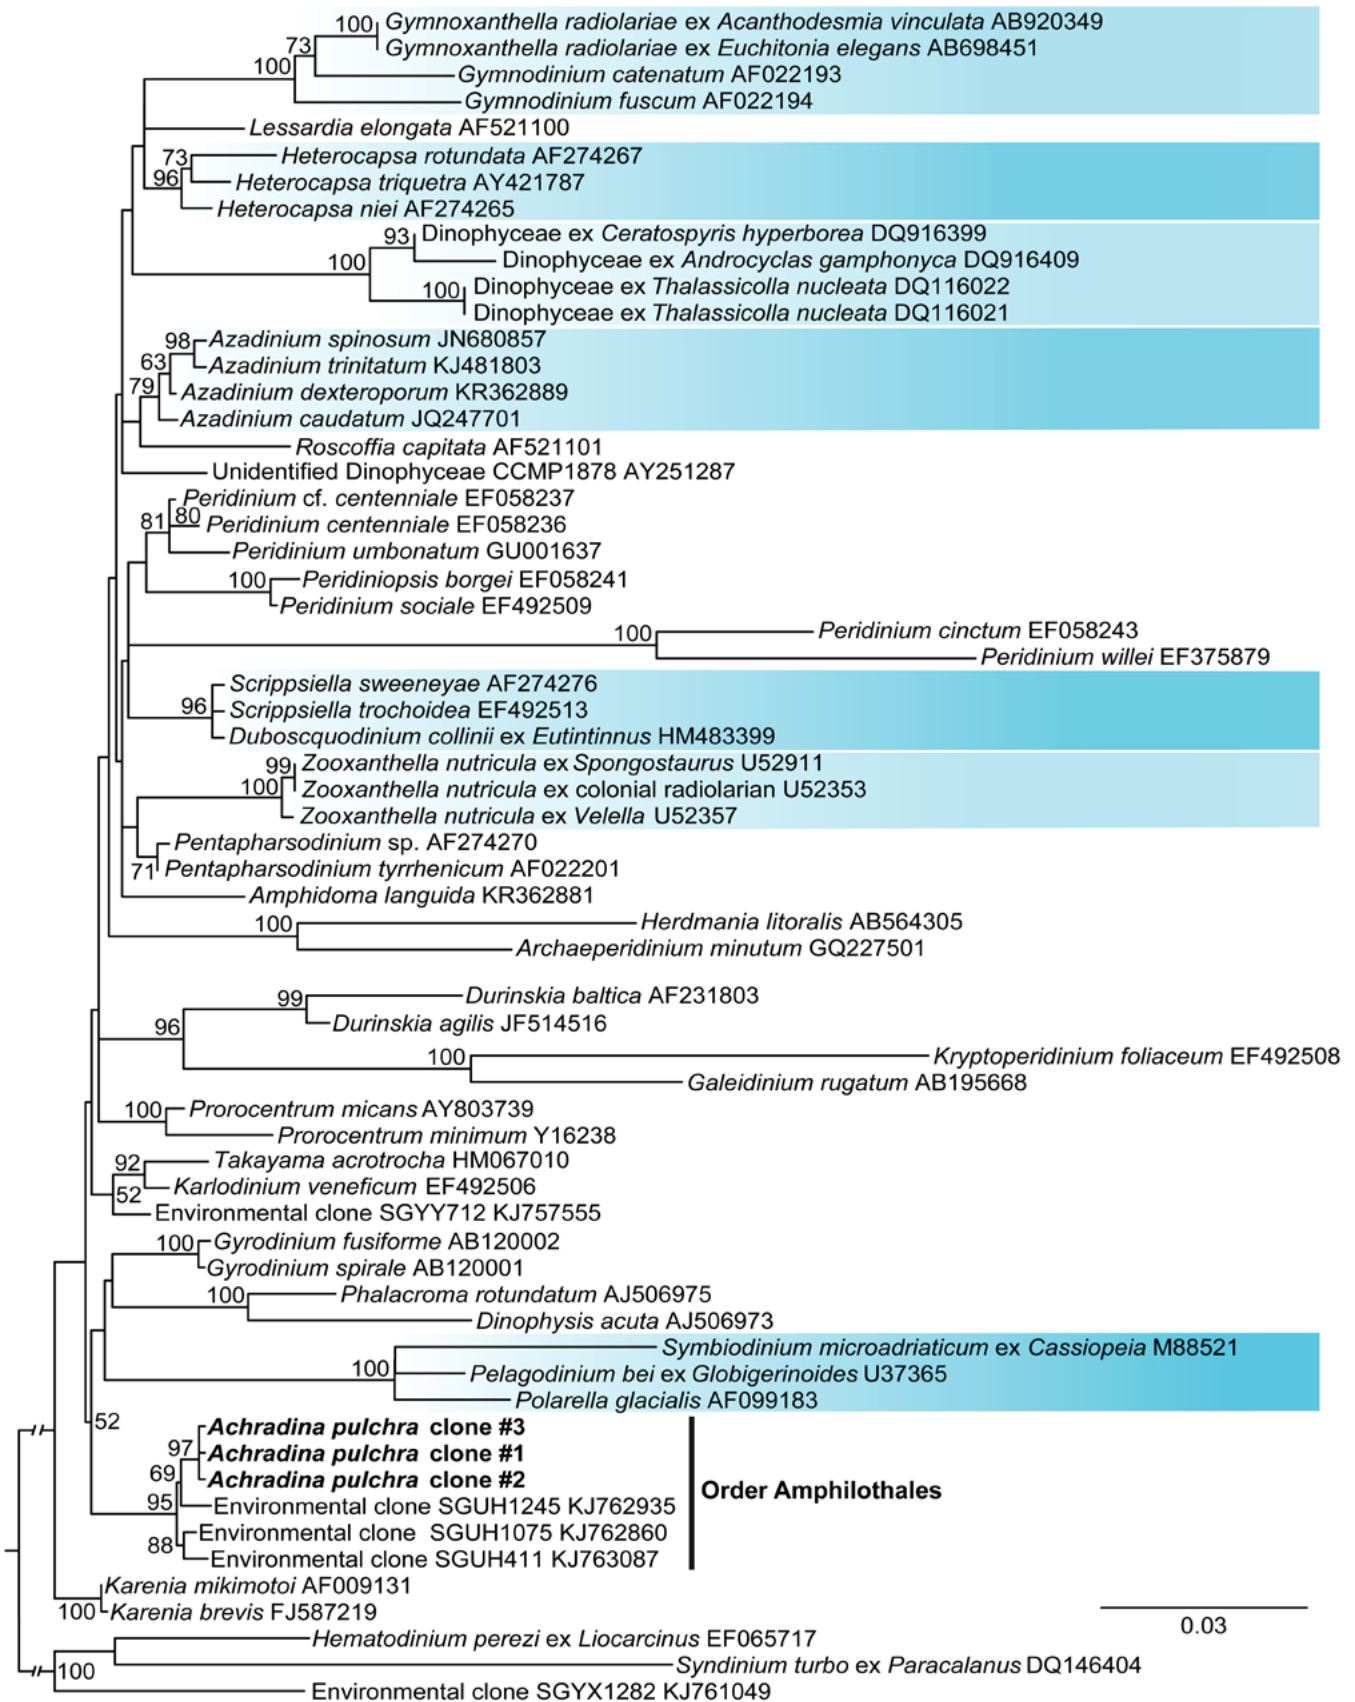 100 Gymnoxanthella radiolariae ex Acanthodesmia vinculata AB920349
73 Gymnoxanthella radiolariae ex Euchitonia elegans AB698451
100 Gymnodinium catenatum AF022193
Gymnodinium fuscum AF022194
Lessardia elongata AF521100
73 Heterocapsa rotundata AF274267
96 Heterocapsa triquetra AY421787
Heterocapsa niei AF274265
93 Dinophyceae ex Ceratospyris hyperborea DQ916399
100 Dinophyceae ex Androcyclas gamphonyca DQ916409
100 Dinophyceae ex Thalassicolla nucleata DQ116022
Dinophyceae ex Thalassicolla nucleata DQ116021
98 Azadinium spinosum JN680857
63 Azadinium trinitatum KJ481803
79 Azadinium dexteroporum KR362889
Azadinium caudatum JQ247701
Roscoffia capitata AF521101
Unidentified Dinophyceae CCMP1878 AY251287
Peridinium cf. centenniale EF058237
81 80 Peridinium centenniale EF058236
Peridinium umbonatum GU001637
100 Peridiniopsis borgei EF058241
Peridinium sociale EF492509
100 Peridinium cinctum EF058243
Peridinium willei EF375879
Scrippsiella sweeneyae AF274276
96 Scrippsiella trochoidea EF492513
Duboscquodinium collinii ex Eutintinnus HM483399
99 Zooxanthella nutricula ex Spongostaurus U52911
100 Zooxanthella nutricula ex colonial radiolarian U52353
Zooxanthella nutricula ex Velella U52357
Pentapharsodinium sp. AF274270
71 Pentapharsodinium tyrrhenicum AF022201
Amphidoma languida KR362881
100 Herdmania litoralis AB564305
Archaeperidinium minutum GQ227501
99 Durinskia baltica AF231803
96 Durinskia agilis JF514516
100 Kryptoperidinium foliaceum EF492508
Galeidinium rugatum AB195668
100 Prorocentrum micans AY803739
Prorocentrum minimum Y16238
92 Takayama acrotrocha HM067010
52 Karlodinium veneficum EF492506
Environmental clone SGYY712 KJ757555
100 Gyrodinium fusiforme AB120002
Gyrodinium spirale AB120001
100 Phalacroma rotundatum AJ506975
Dinophysis acuta AJ506973
Symbiodinium microadriaticum ex Cassiopeia M88521
100 Pelagodinium bei ex Globigerinoides U37365
Polarella glacialis AF099183
52 Achradina pulchra clone #3
97 Achradina pulchra clone #1
69 Achradina pulchra clone #2
Order Amphilothales
95 Environmental clone SGUH1245 KJ762935
Environmental clone SGUH1075 KJ762860
88 Environmental clone SGUH411 KJ763087
Karenia mikimotoi AF009131
100 Karenia brevis FJ587219
0.03
Hematodinium perezi ex Liocarcinus EF065717
100 Syndinium turbo ex Paracalanus DQ146404
Environmental clone SGYX1282 KJ761049